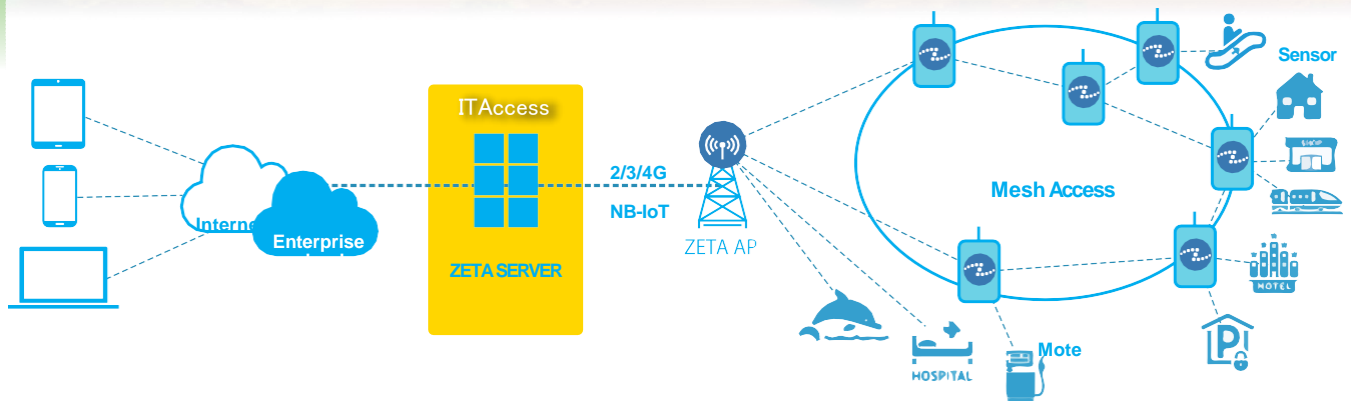 ITAccess
Sensor
SHOP
2/3/4G
NB-IoT
Mesh Access
Enterprise
ZETA AP
ZETA SERVER
MOTEL
Mote
HOSPITAL
P